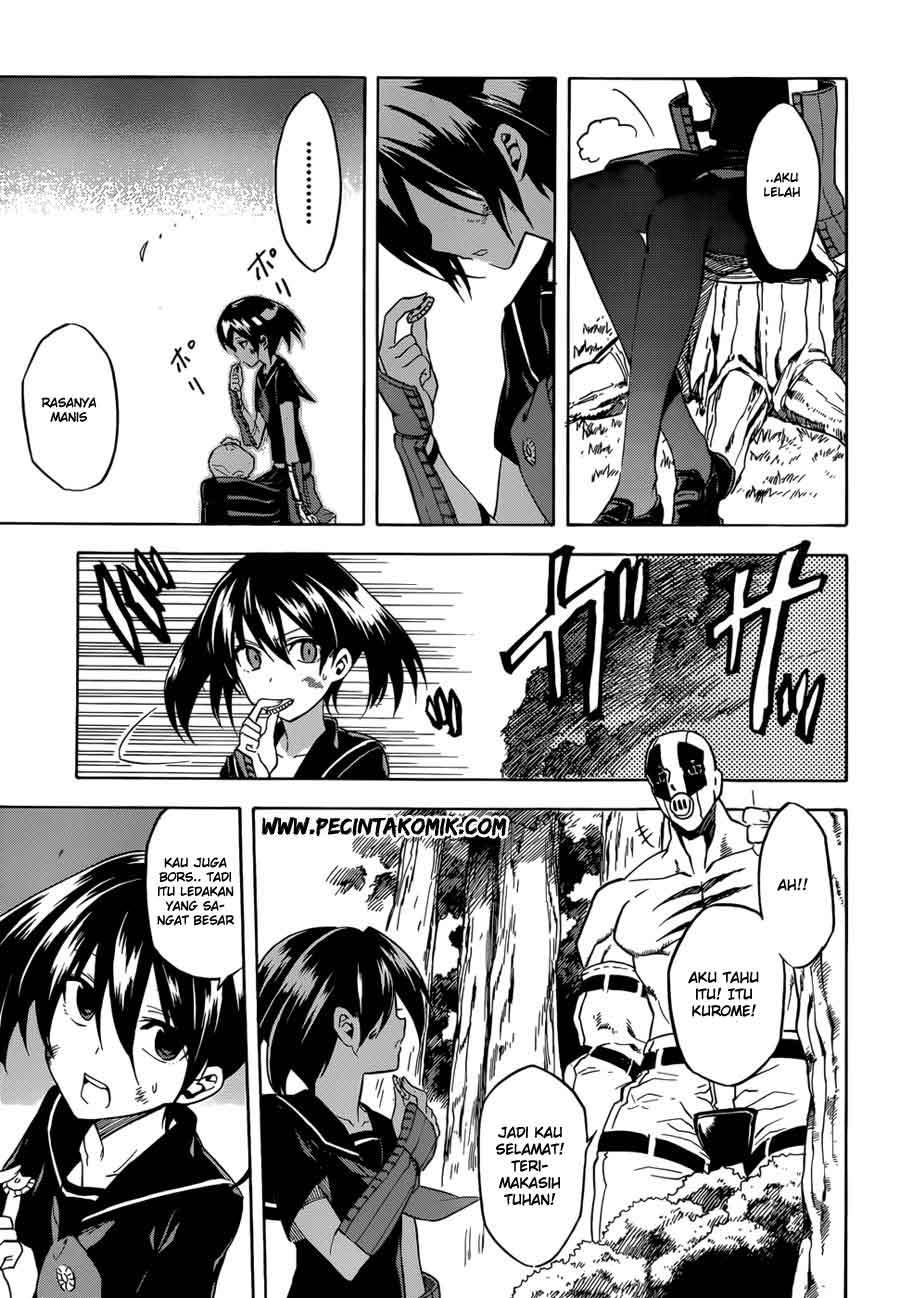 ..AKU
LELAH
..........
ポリ
ポリ
RASANYA
MANIS
ガサ
WWW.PECINTAKOMIK.COM
AH!!
AKU TAHU
ITU! ITU
KUROME!
JADI KAU
SELAMAT!
TERI-
MAKASIH
TUHAN!
KAU JUGA
BORS.. TADI
ITU LEDAKAN
YANG SA-
NGAT BESAR